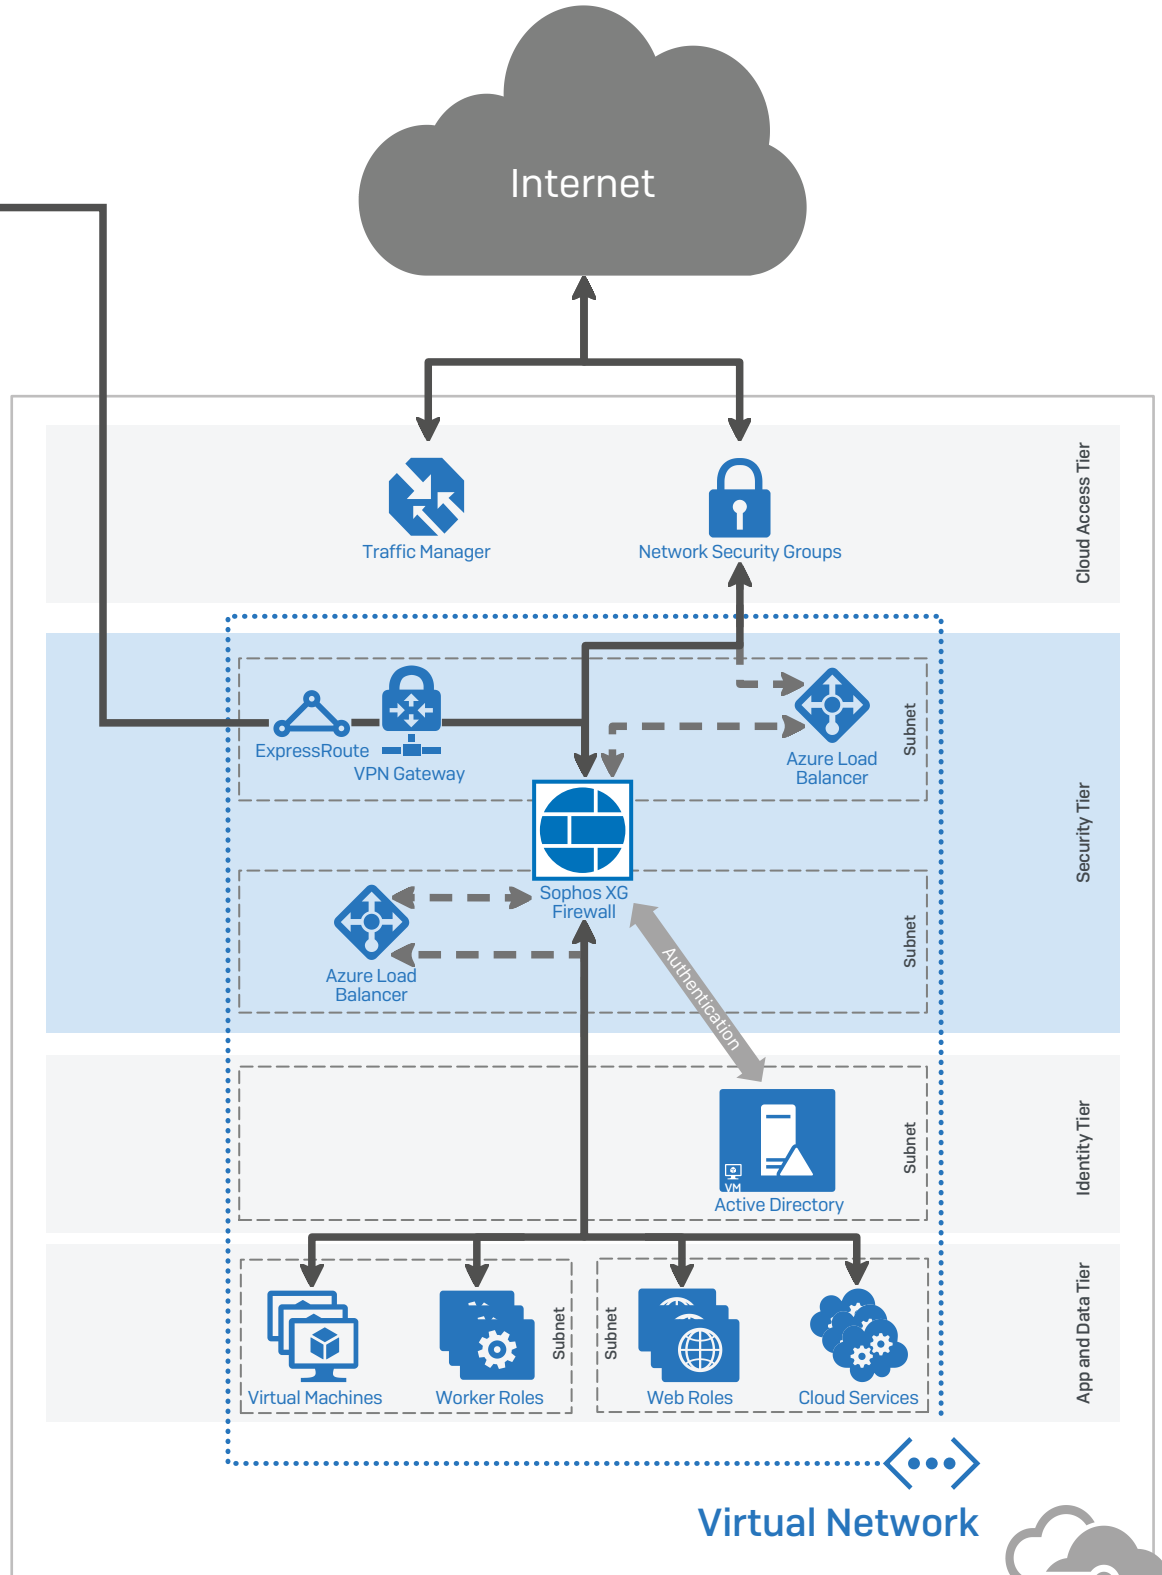 Internet
Cloud Access Tier
Traffic Manager
Network Security Groups
Security Tier
Subnet
ExpressRoute
VPN Gateway
Azure Load
Balancer
Sophos XG
Firewall
Subnet
Azure Load
Balancer
Authentication
Identity Tier
Subnet
VM
Active Directory
App and Data Tier
Subnet
Subnet
Virtual Machines
Worker Roles
Web Roles
Cloud Services
Virtual Network